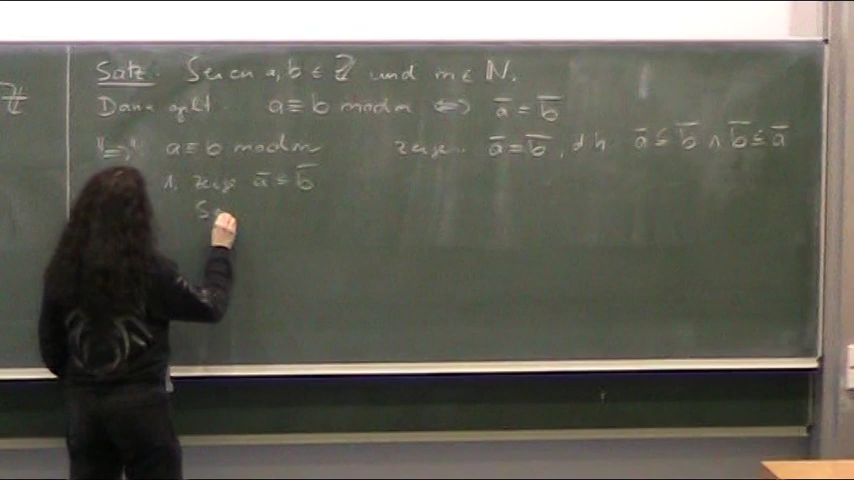 ℤ
Satz. Seien a, b ∈ ℤ und m ∈ ℕ.
Dann gilt. a ≡ b mod m ⇔ a̅ = b̅
"⇒": a ≡ b mod m zeige.. a̅ = b̅, d h a̅ ⊆ b̅ ∧ b̅ ⊆ a̅
1. zeige a̅ ⊆ b̅
S